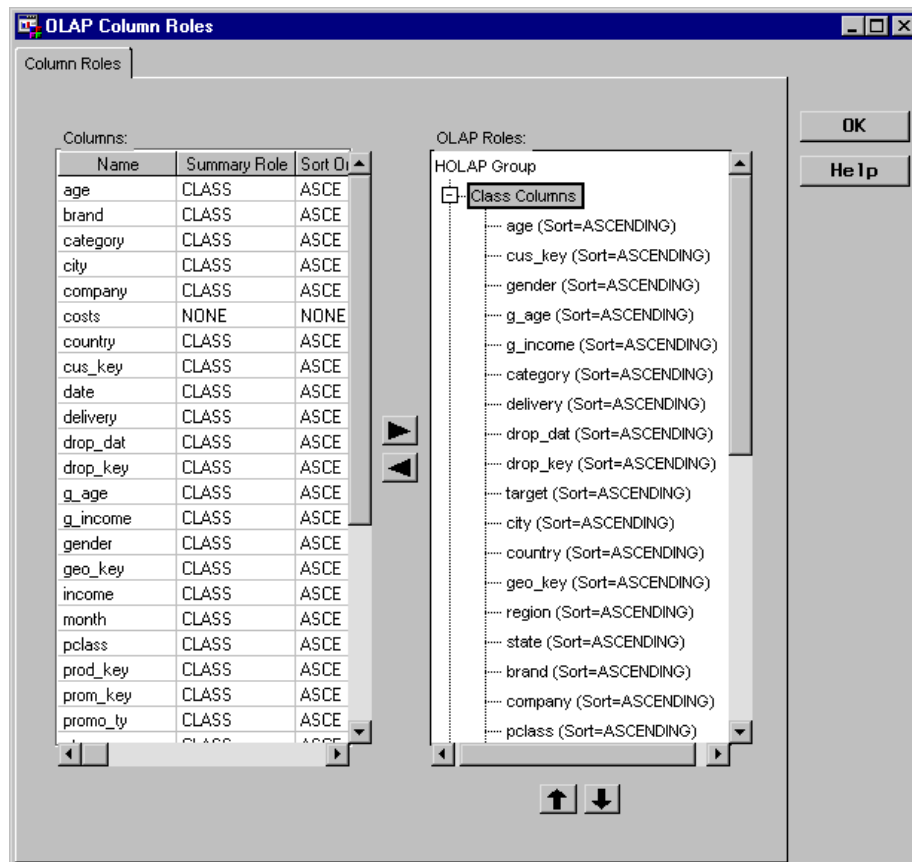 OLAP Column Roles
Column Roles
Columns:
Name Summary Role Sort Or
age CLASS ASCE
brand CLASS ASCE
category CLASS ASCE
city CLASS ASCE
company CLASS ASCE
costs NONE NONE
country CLASS ASCE
cus_key CLASS ASCE
date CLASS ASCE
delivery CLASS ASCE
drop_dat CLASS ASCE
drop_key CLASS ASCE
g_age CLASS ASCE
g_income CLASS ASCE
gender CLASS ASCE
geo_key CLASS ASCE
income CLASS ASCE
month CLASS ASCE
pclass CLASS ASCE
prod_key CLASS ASCE
prom_key CLASS ASCE
promo_ty CLASS ASCE
CLASS ASCE
OLAP Roles:
HOLAP Group
Class Columns
age (Sort=ASCENDING)
cus_key (Sort=ASCENDING)
gender (Sort=ASCENDING)
g_age (Sort=ASCENDING)
g_income (Sort=ASCENDING)
category (Sort=ASCENDING)
delivery (Sort=ASCENDING)
drop_dat (Sort=ASCENDING)
drop_key (Sort=ASCENDING)
target (Sort=ASCENDING)
city (Sort=ASCENDING)
country (Sort=ASCENDING)
geo_key (Sort=ASCENDING)
region (Sort=ASCENDING)
state (Sort=ASCENDING)
brand (Sort=ASCENDING)
company (Sort=ASCENDING)
pclass (Sort=ASCENDING)
OK
Help